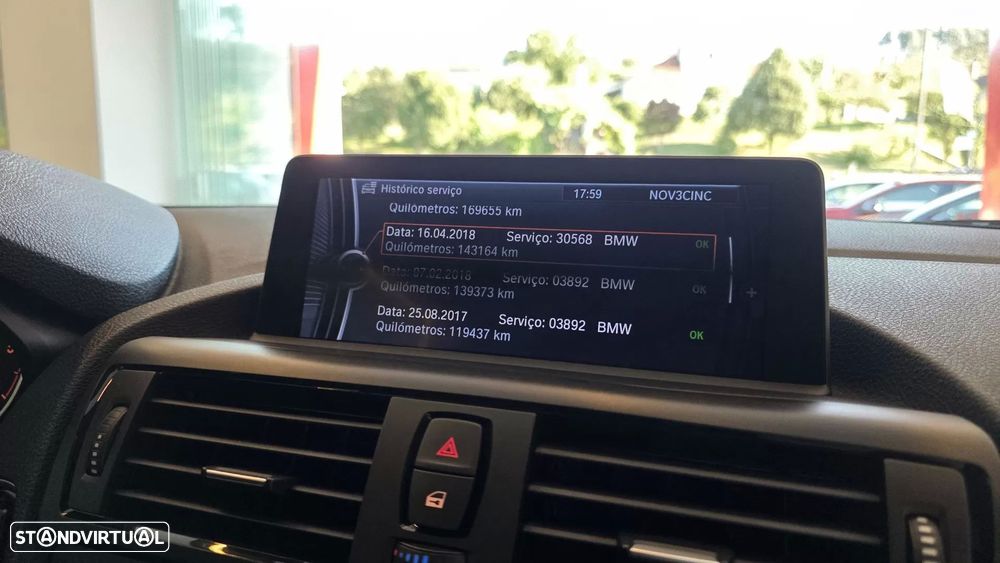 Histórico serviço 17:59 NOV3CINC
Quilómetros: 169655 km
Data: 16.04.2018 Serviço: 30568 BMW OK
Quilómetros: 143164 km
Data: 07.02.2018 Serviço: 03892 BMW OK
Quilómetros: 139373 km
Data: 25.08.2017 Serviço: 03892 BMW OK
Quilómetros: 119437 km
STANDVIRTUAL